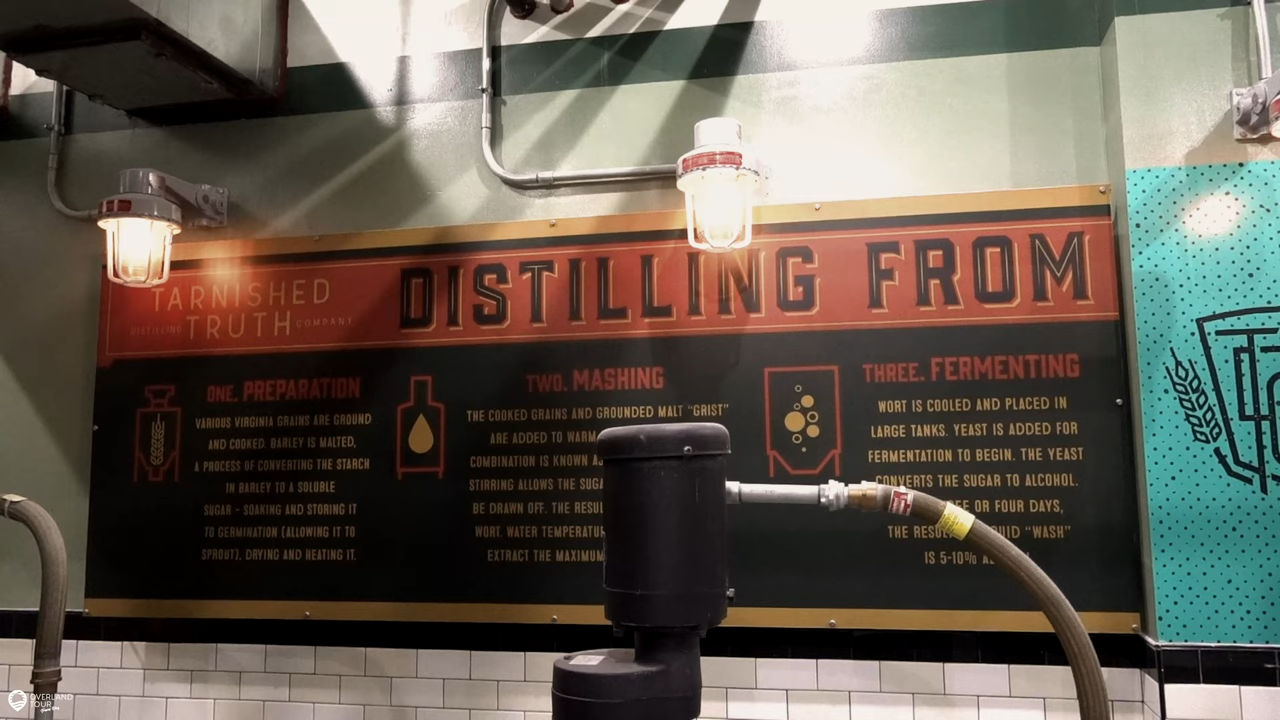 TARNISHED
DISTILLING TRUTH COMPANY
DISTILLING FROM
ONE. PREPARATION
VARIOUS VIRGINIA GRAINS ARE GROUND
AND COOKED. BARLEY IS MALTED,
A PROCESS OF CONVERTING THE STARCH
IN BARLEY TO A SOLUBLE
SUGAR - SOAKING AND STORING IT
TO GERMINATION (ALLOWING IT TO
SPROUT), DRYING AND HEATING IT.
TWO. MASHING
THE COOKED GRAINS AND GROUNDED MALT "GRIST"
ARE ADDED TO WARM
COMBINATION IS KNOWN
STIRRING ALLOWS THE
BE DRAWN OFF. THE
WORT. WATER
EXTRACT THE MAXIMUM
THREE. FERMENTING
WORT IS COOLED AND PLACED IN
LARGE TANKS. YEAST IS ADDED FOR
FERMENTATION TO BEGIN. THE YEAST
CONVERTS THE SUGAR TO ALCOHOL.
OR FOUR DAYS,
THE "WASH"
IS 5-10%
OVERLAND
TOUR